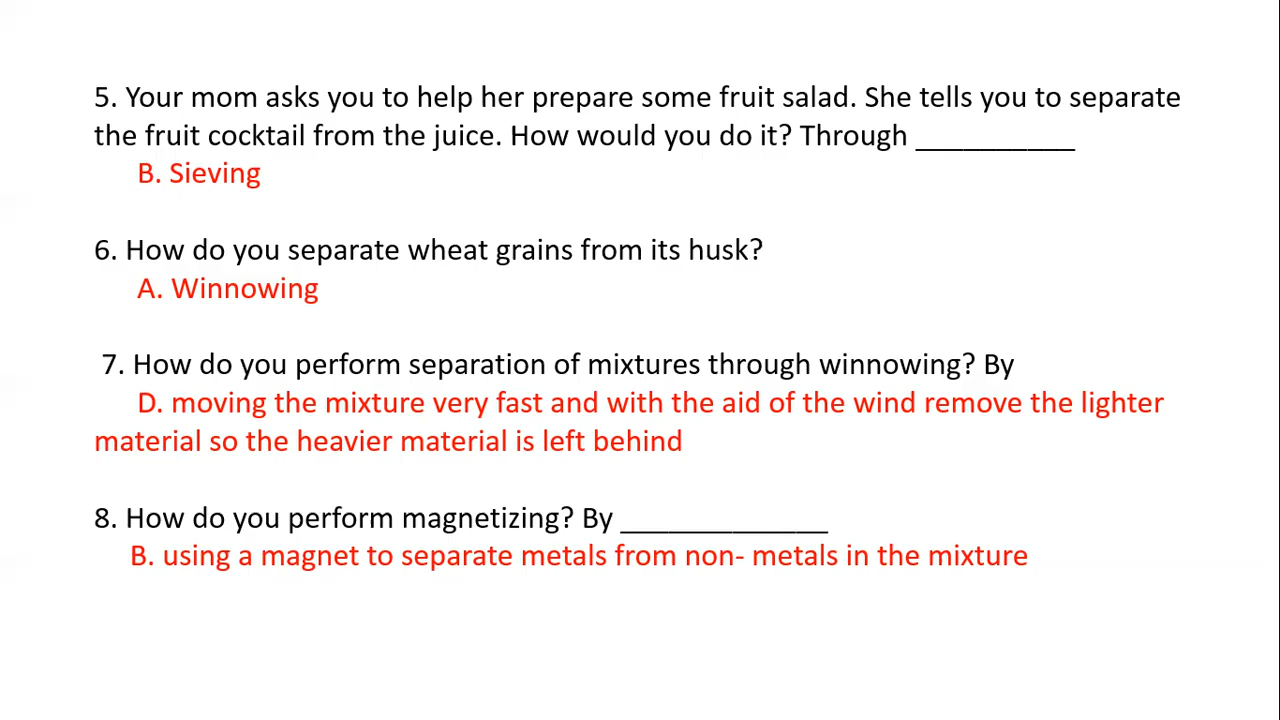 5. Your mom asks you to help her prepare some fruit salad. She tells you to separate
the fruit cocktail from the juice. How would you do it? Through __________
B. Sieving
6. How do you separate wheat grains from its husk?
A. Winnowing
7. How do you perform separation of mixtures through winnowing? By
D. moving the mixture very fast and with the aid of the wind remove the lighter
material so the heavier material is left behind
8. How do you perform magnetizing? By _____________
B. using a magnet to separate metals from non- metals in the mixture